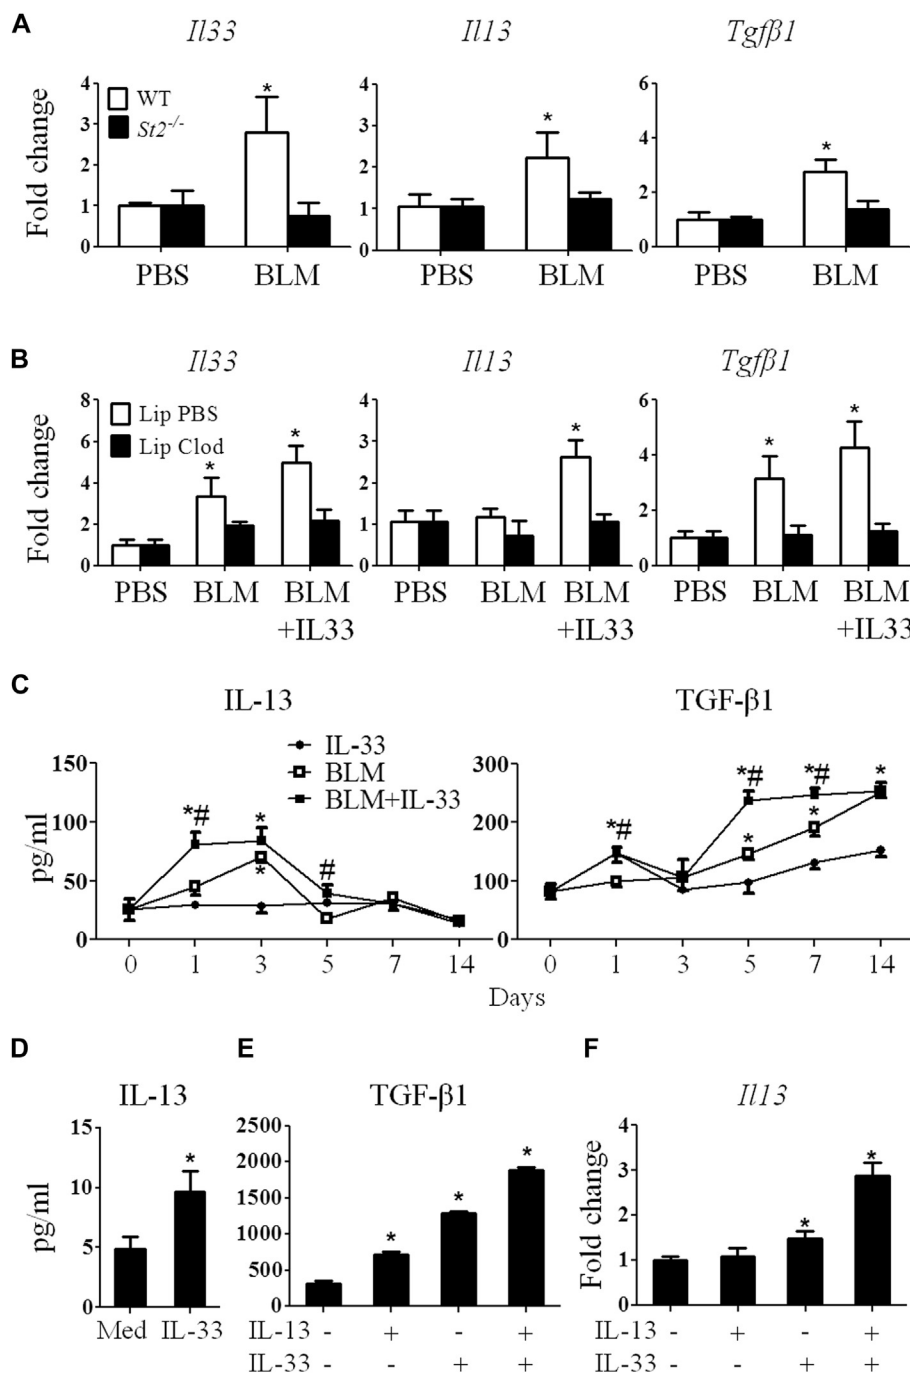 A
Il33 Il13 Tgfβ1
Fold change
4 3 2 1 0
WT
St2-/-
*
PBS BLM
4 3 2 1 0
*
PBS BLM
6 4 2 0
*
PBS BLM
B
Il33 Il13 Tgfβ1
Fold change
8 6 4 2 0
Lip PBS
Lip Clod
* *
PBS BLM BLM
+IL33
4 3 2 1 0
*
PBS BLM BLM
+IL33
6 4 2 0
* *
PBS BLM BLM
+IL33
C
IL-13 TGF-β1
IL-33
BLM
BLM+IL-33
pg/ml
150 100 50 0
*# * * #
0 1 3 5 7 14
300 200 100 0
*# *# *# * * *
0 1 3 5 7 14
Days
D
IL-13
pg/ml
15 10 5 0
*
Med IL-33
E
TGF-β1
2500 2000 1500 1000 500 0
* * *
IL-13 - + - +
IL-33 - - + +
F
Il13
Fold change
4 3 2 1 0
* *
IL-13 - + - +
IL-33 - - + +